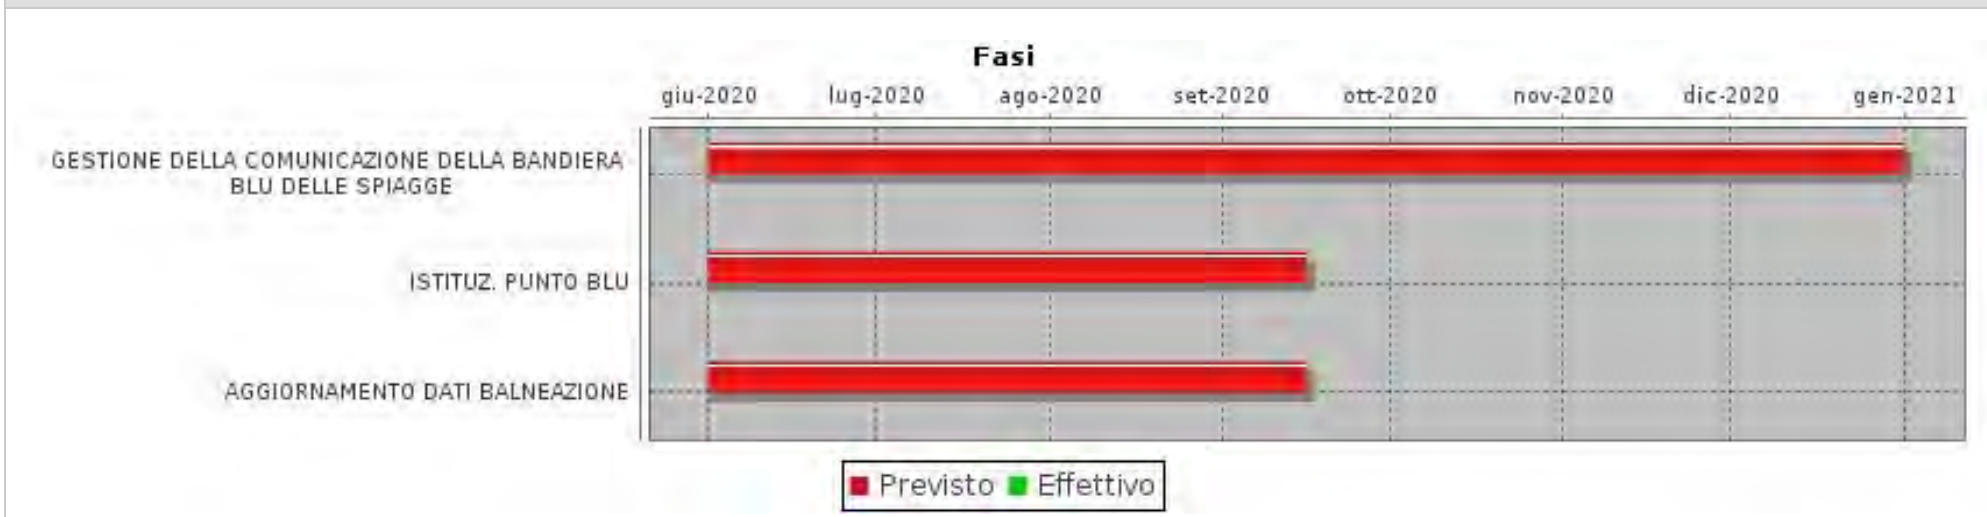 Fasi
giu-2020 lug-2020 ago-2020 set-2020 ott-2020 nov-2020 dic-2020 gen-2021
GESTIONE DELLA COMUNICAZIONE DELLA BANDIERA
BLU DELLE SPIAGGE
ISTITUZ. PUNTO BLU
AGGIORNAMENTO DATI BALNEAZIONE
Previsto Effettivo